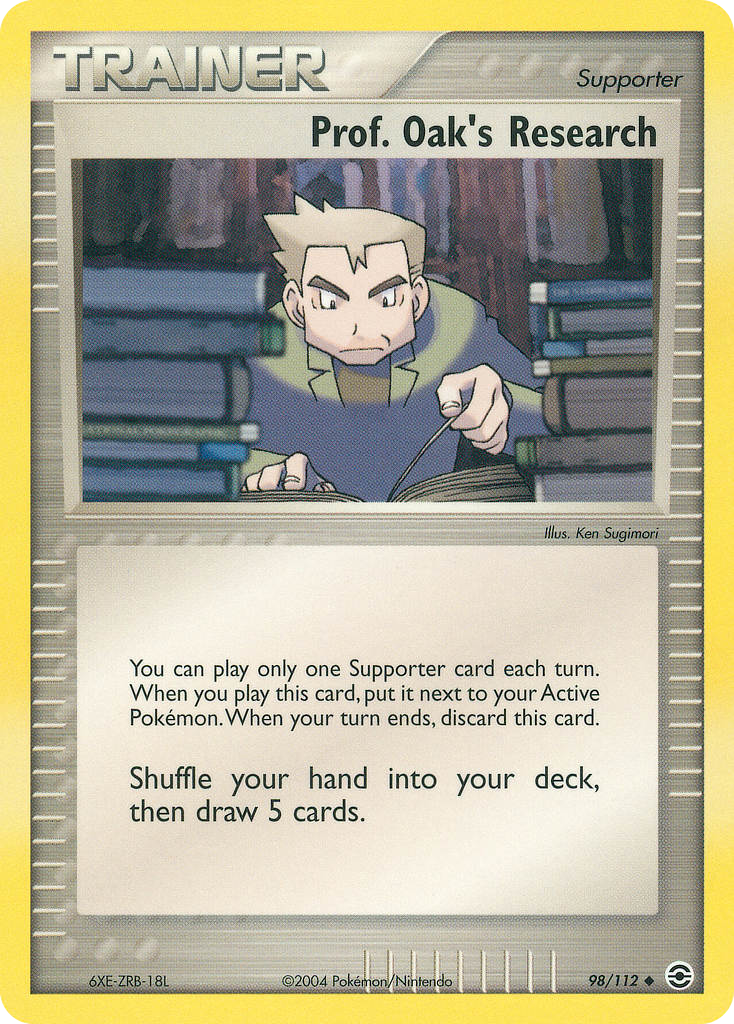 TRAINER
Supporter
Prof. Oak's Research
Illus. Ken Sugimori
You can play only one Supporter card each turn.
When you play this card, put it next to your Active
Pokémon. When your turn ends, discard this card.
Shuffle your hand into your deck,
then draw 5 cards.
6XE-ZRB-18L
©2004 Pokémon/Nintendo
98/112